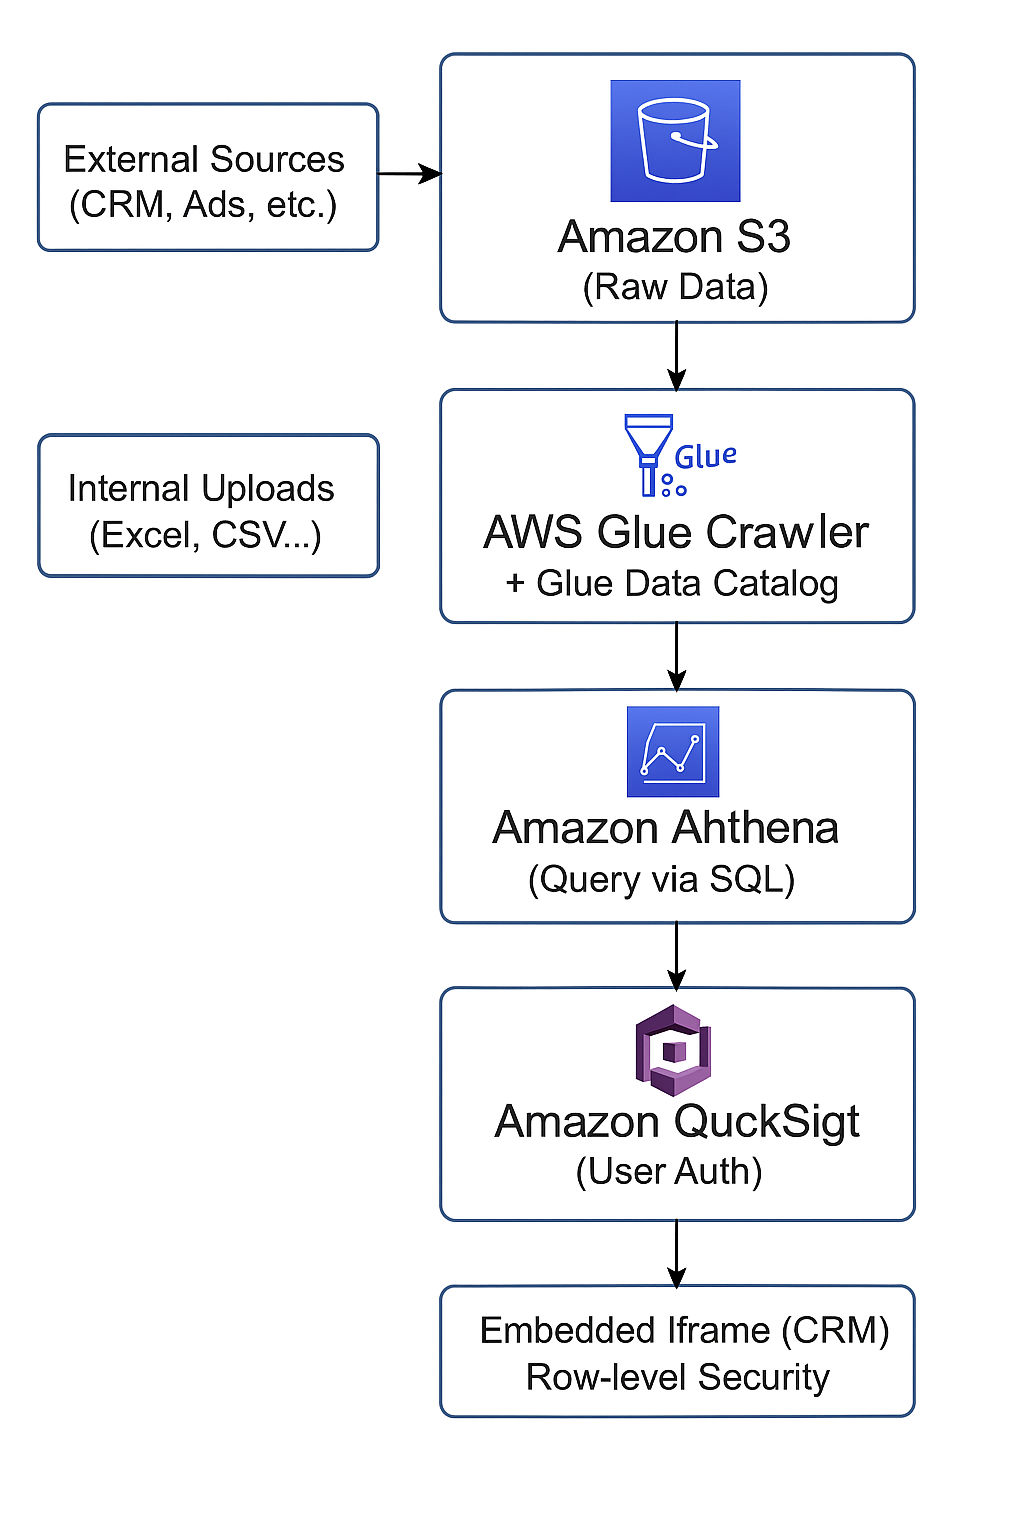 External Sources
(CRM, Ads, etc.)
Amazon S3
(Raw Data)
Internal Uploads
(Excel, CSV...)
Glue
AWS Glue Crawler
+ Glue Data Catalog
Amazon Ahthena
(Query via SQL)
Amazon QuckSigt
(User Auth)
Embedded Iframe (CRM)
Row-level Security